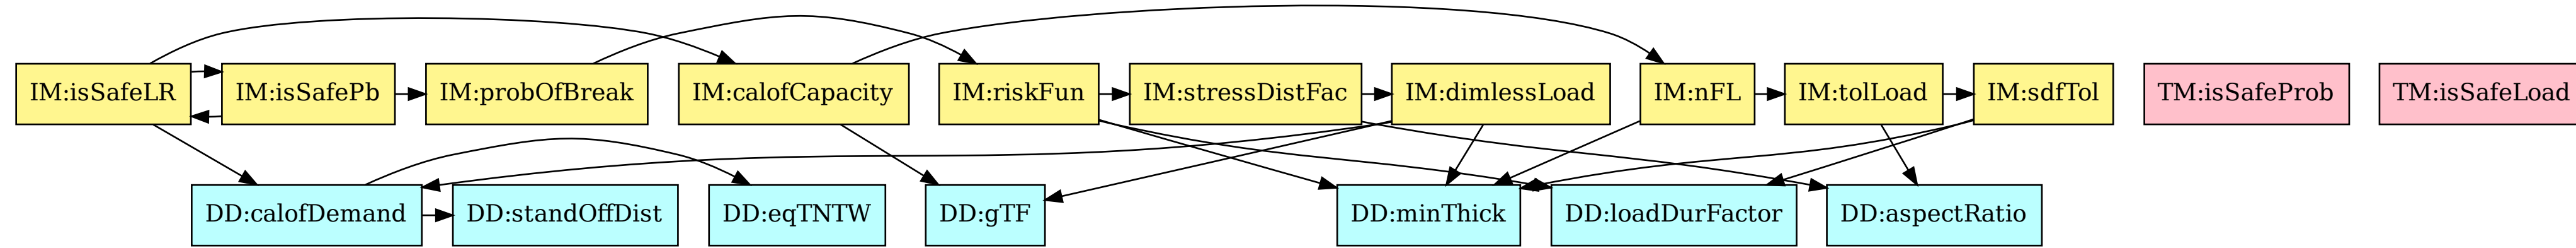 IM:isSafeLR
IM:isSafePb
IM:probOfBreak
IM:calofCapacity
IM:riskFun
IM:stressDistFac
IM:dimlessLoad
IM:nFL
IM:tolLoad
IM:sdfTol
TM:isSafeProb
TM:isSafeLoad
DD:calofDemand
DD:standOffDist
DD:eqTNTW
DD:gTF
DD:minThick
DD:loadDurFactor
DD:aspectRatio